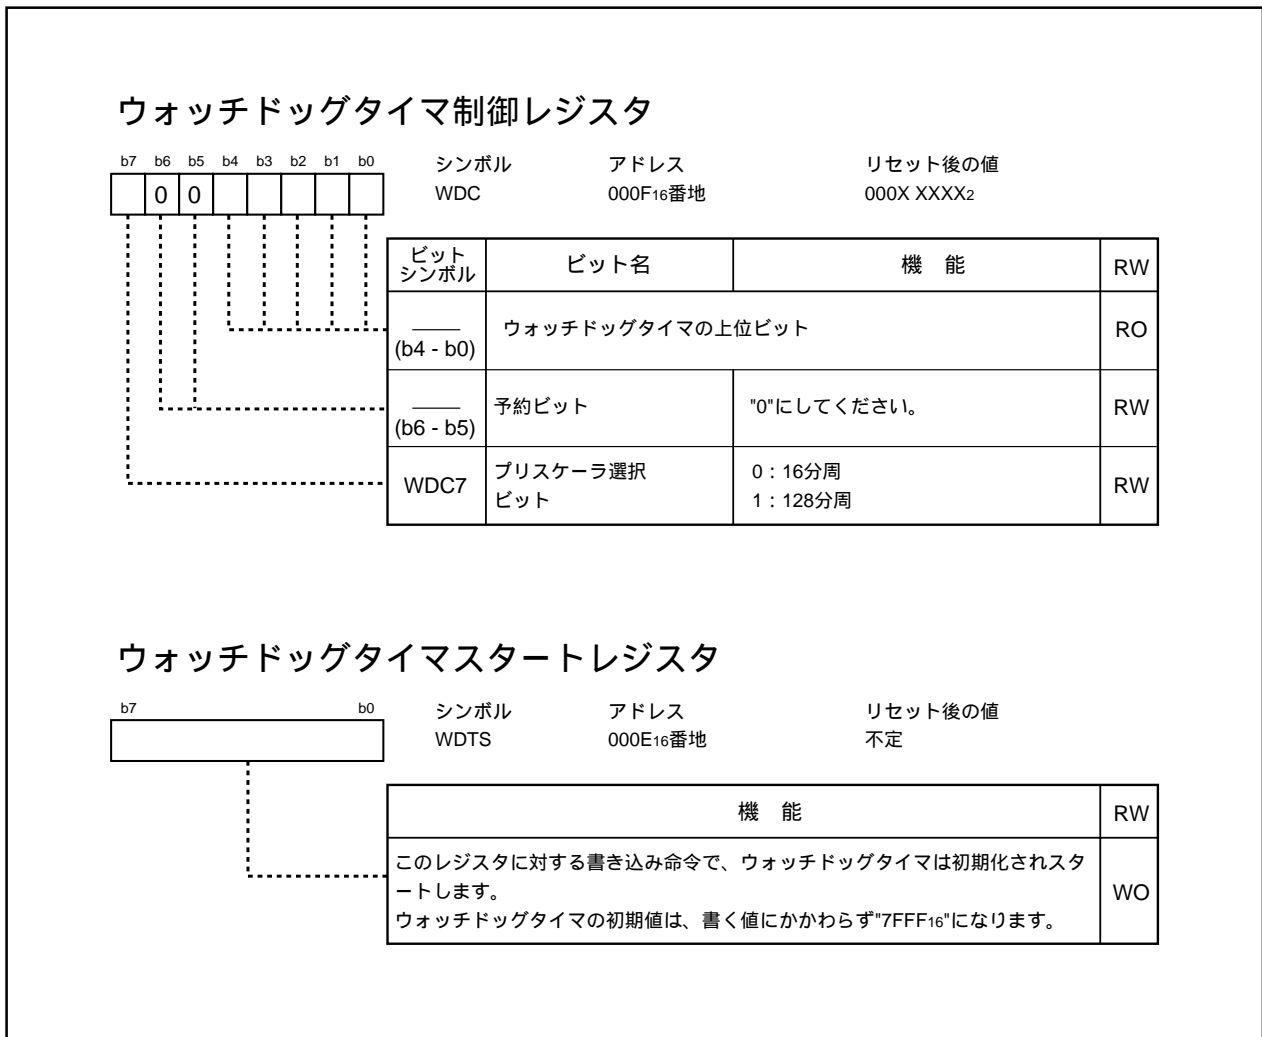 ウォッチドッグタイマ制御レジスタ
b7 b6 b5 b4 b3 b2 b1 b0 シンボル アドレス リセット後の値
0 0 WDC 000F16番地 000X XXXX2
ビット
シンボル ビット名 機 能 RW
(b4 - b0) ウォッチドッグタイマの上位ビット RO
(b6 - b5) 予約ビット "0"にしてください。 RW
WDC7 プリスケーラ選択 0 : 16分周 RW
ビット 1 : 128分周
ウォッチドッグタイマスタートレジスタ
b7 b0 シンボル アドレス リセット後の値
WDTS 000E16番地 不定
機 能 RW
このレジスタに対する書き込み命令で、ウォッチドッグタイマは初期化されスタ
ートします。 WO
ウォッチドッグタイマの初期値は、書く値にかかわらず"7FFF16"になります。